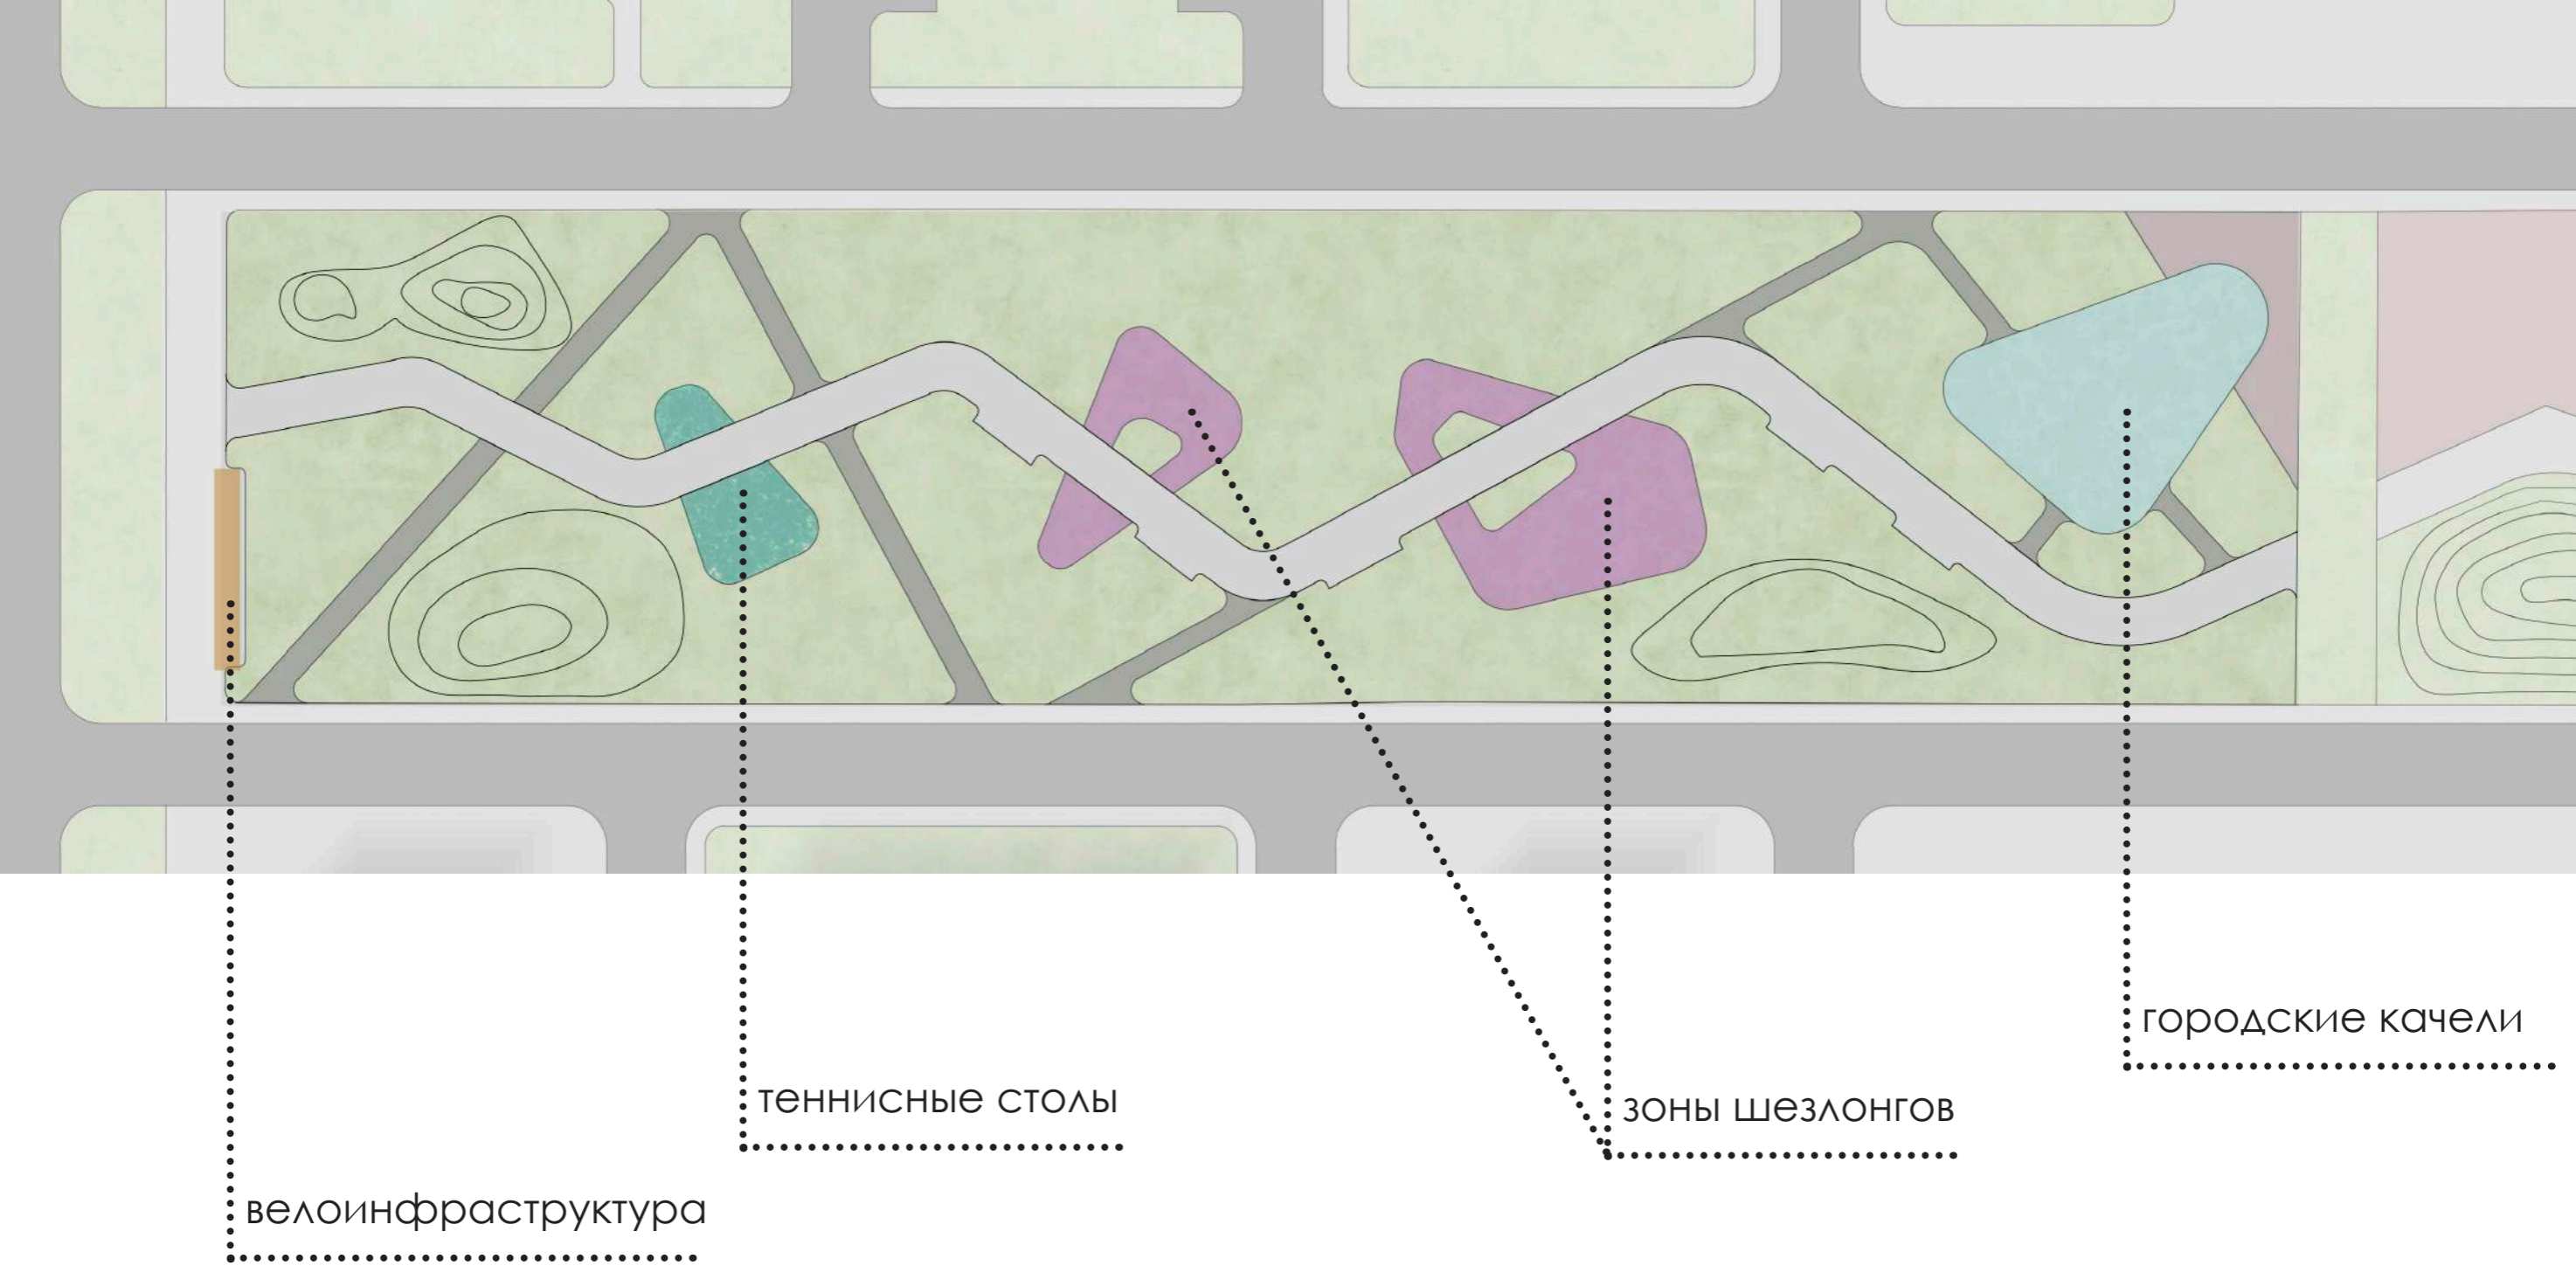 городские качели
теннисные столы
зоны шезлонгов
велоинфраструктура